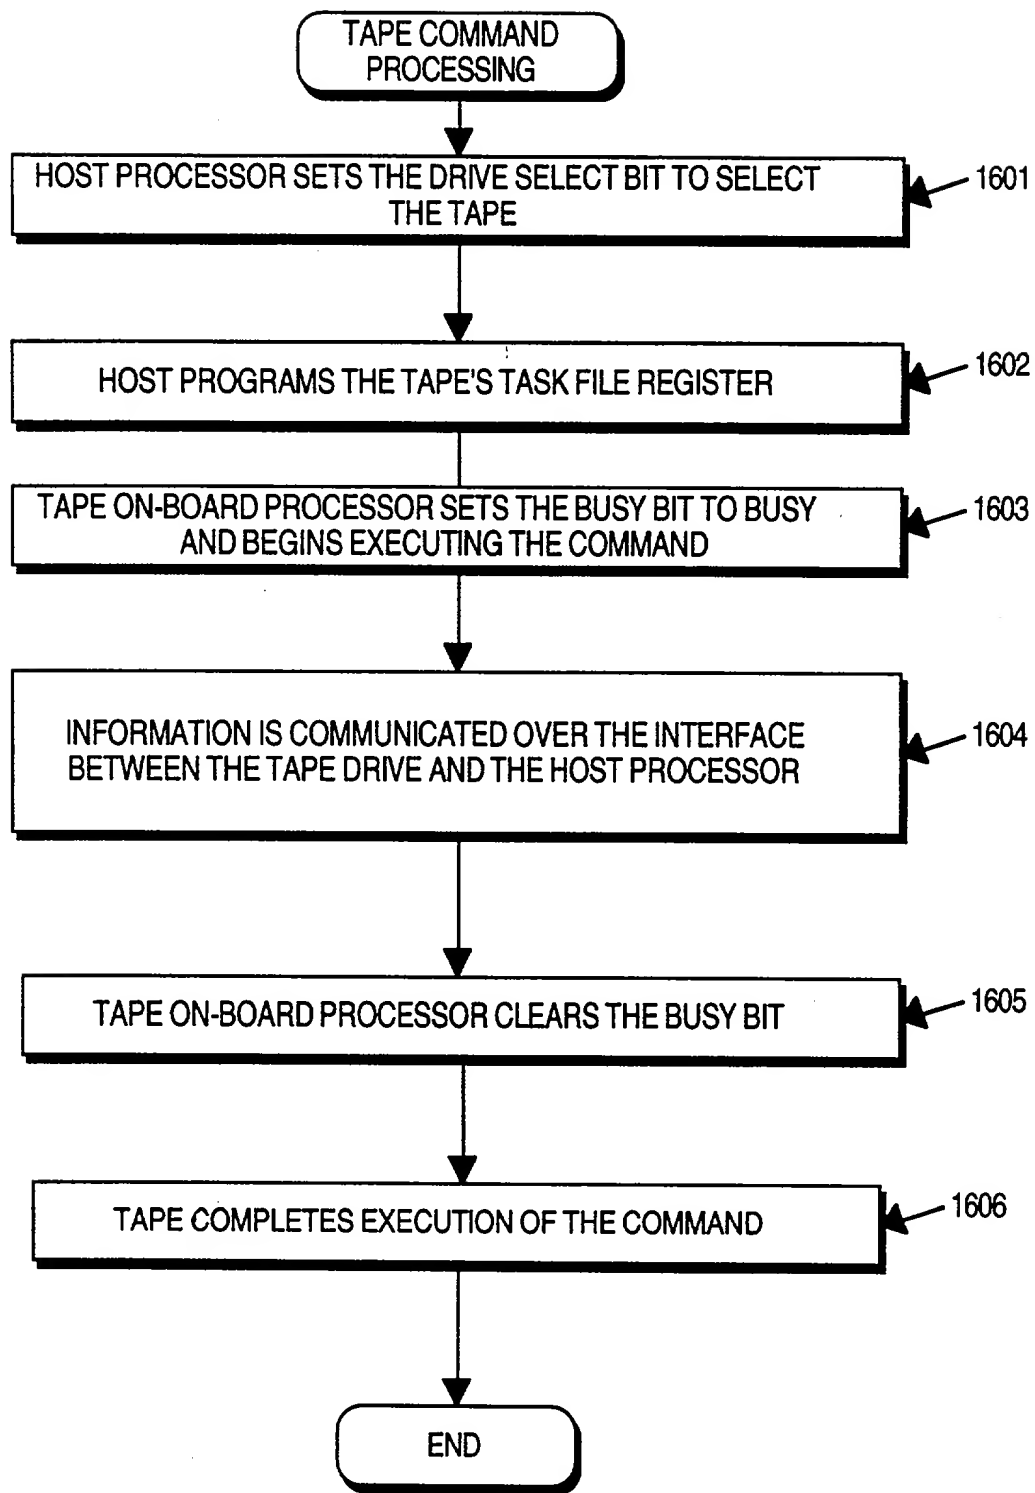 TAPE COMMAND
PROCESSING
HOST PROCESSOR SETS THE DRIVE SELECT BIT TO SELECT
THE TAPE
1601
HOST PROGRAMS THE TAPE'S TASK FILE REGISTER
1602
TAPE ON-BOARD PROCESSOR SETS THE BUSY BIT TO BUSY
AND BEGINS EXECUTING THE COMMAND
1603
INFORMATION IS COMMUNICATED OVER THE INTERFACE
BETWEEN THE TAPE DRIVE AND THE HOST PROCESSOR
1604
TAPE ON-BOARD PROCESSOR CLEARS THE BUSY BIT
1605
TAPE COMPLETES EXECUTION OF THE COMMAND
1606
END